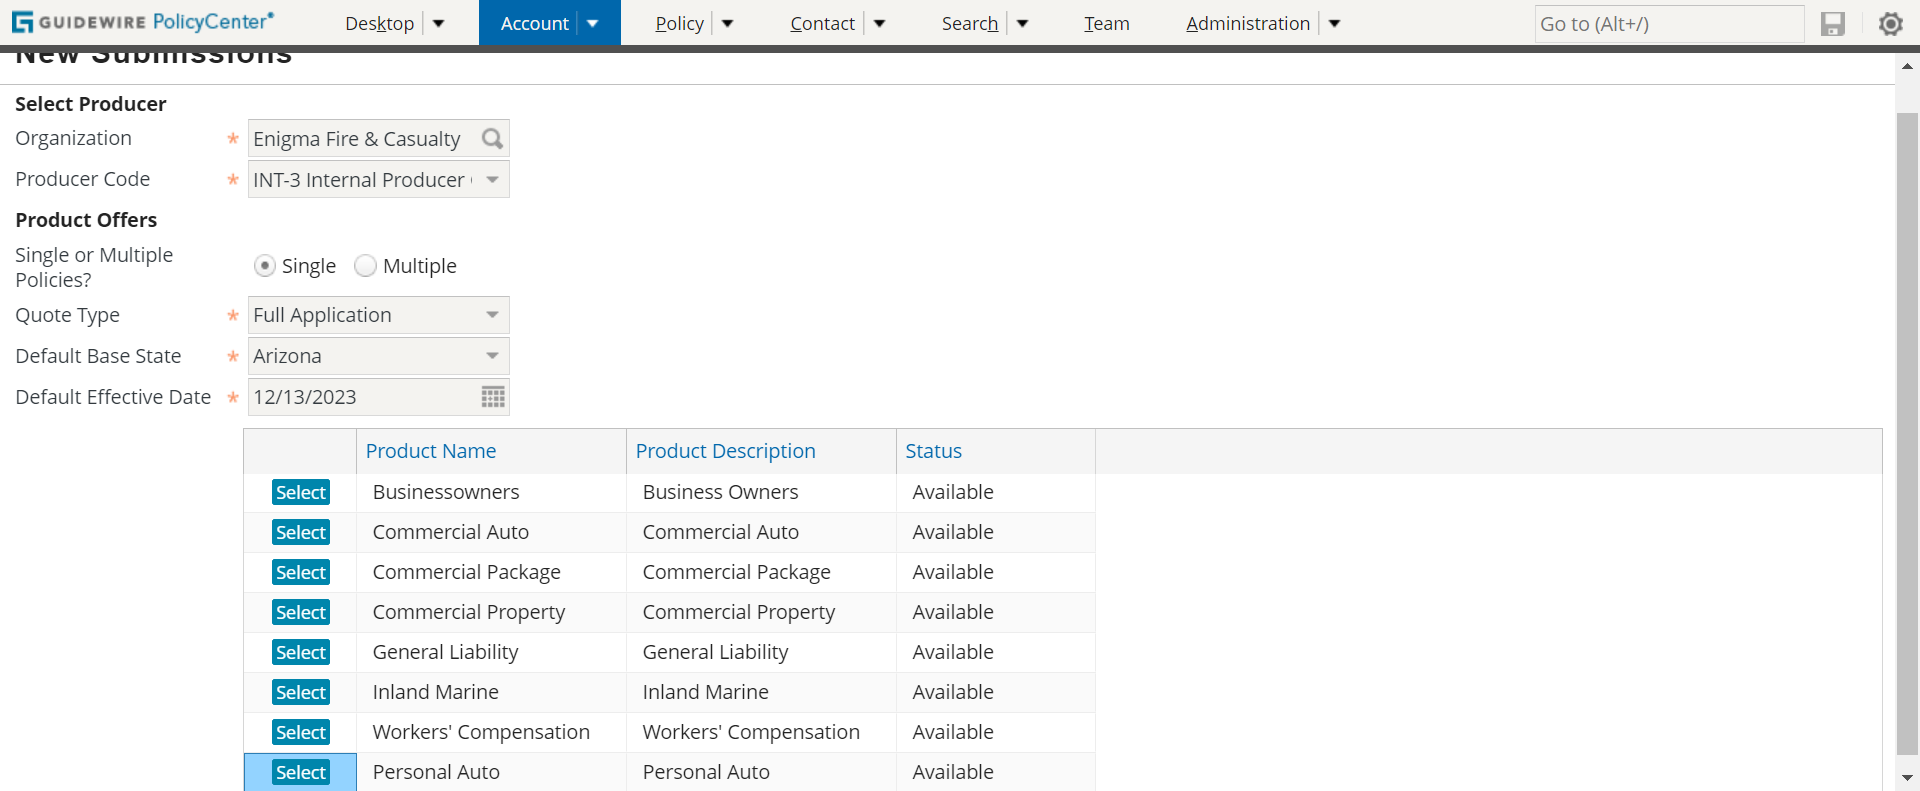 GUIDEWIRE PolicyCenter®
Desktop
Account
Policy
Contact
Search
Team
Administration
Go to (Alt+/)
New Submissions
Select Producer
Organization * Enigma Fire & Casualty
Producer Code * INT-3 Internal Producer
Product Offers
Single or Multiple
Policies?
Single Multiple
Quote Type * Full Application
Default Base State * Arizona
Default Effective Date * 12/13/2023
Product Name Product Description Status
Select Businessowners Business Owners Available
Select Commercial Auto Commercial Auto Available
Select Commercial Package Commercial Package Available
Select Commercial Property Commercial Property Available
Select General Liability General Liability Available
Select Inland Marine Inland Marine Available
Select Workers' Compensation Workers' Compensation Available
Select Personal Auto Personal Auto Available